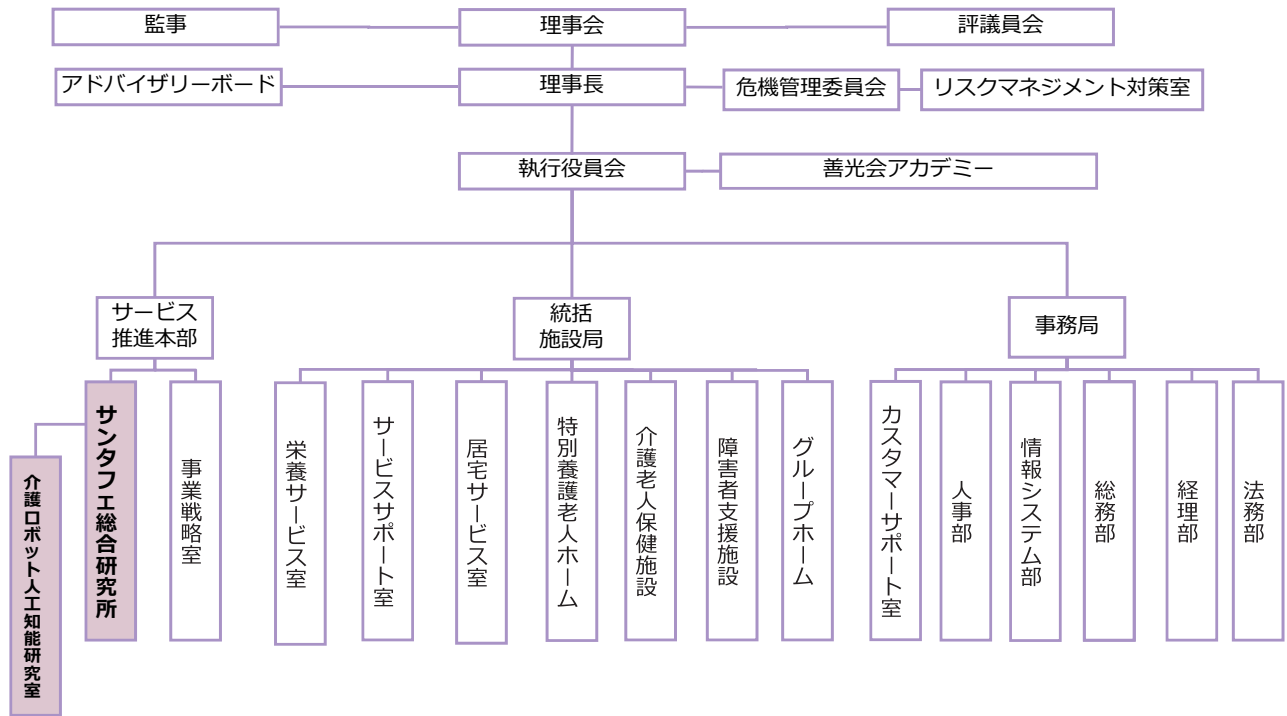 監事
理事会
評議員会
アドバイザリーボード
理事長
危機管理委員会
リスクマネジメント対策室
執行役員会
善光会アカデミー
サービス
推進本部
統括
施設局
事務局
介護ロボット人工知能研究室
サンタフェ総合研究所
事業戦略室
栄養サービス室
サービスサポート室
居宅サービス室
特別養護老人ホーム
介護老人保健施設
障害者支援施設
グループホーム
カスタマーサポート室
人事部
情報システム部
総務部
経理部
法務部